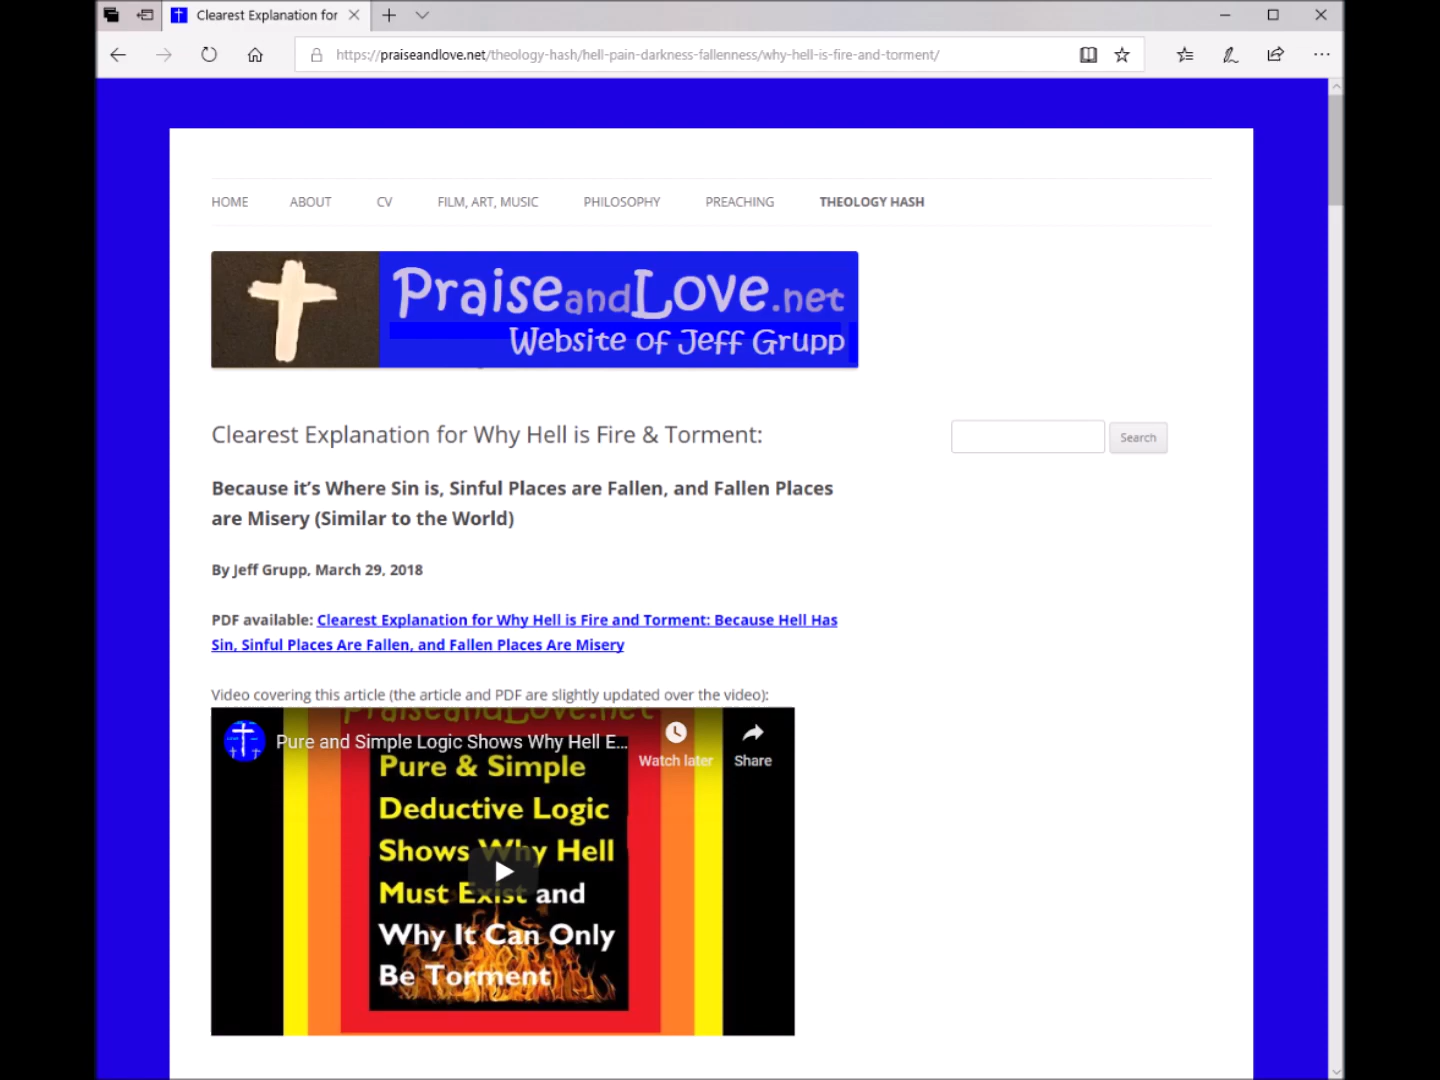 Clearest Explanation for
https://praiseandlove.net/theology-hash/hell-pain-darkness-fallenness/why-hell-is-fire-and-torment/
HOME ABOUT CV FILM, ART, MUSIC PHILOSOPHY PREACHING THEOLOGY HASH
PraiseandLove.net
Website of Jeff Grupp
Clearest Explanation for Why Hell is Fire & Torment:
Search
Because it's Where Sin is, Sinful Places are Fallen, and Fallen Places
are Misery (Similar to the World)
By Jeff Grupp, March 29, 2018
PDF available: Clearest Explanation for Why Hell is Fire and Torment: Because Hell Has
Sin, Sinful Places Are Fallen, and Fallen Places Are Misery
Video covering this article (the article and PDF are slightly updated over the video):
PraiseandLove.net
Pure and Simple Logic Shows Why Hell E...
Watch later
Share
Pure & Simple
Deductive Logic
Shows Why Hell
Must Exist and
Why It Can Only
Be Torment